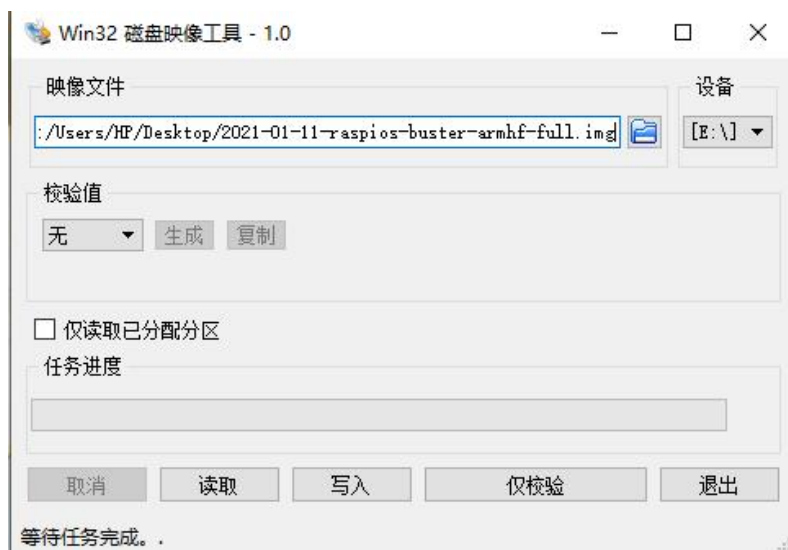 Win32 磁盘映像工具 - 1.0
映像文件
设备
:/Users/HP/Desktop/2021-01-11-raspios-buster-armhf-full.img
[E:\]
校验值
无
生成
复制
仅读取已分配分区
任务进度
取消
读取
写入
仅校验
退出
等待任务完成。.